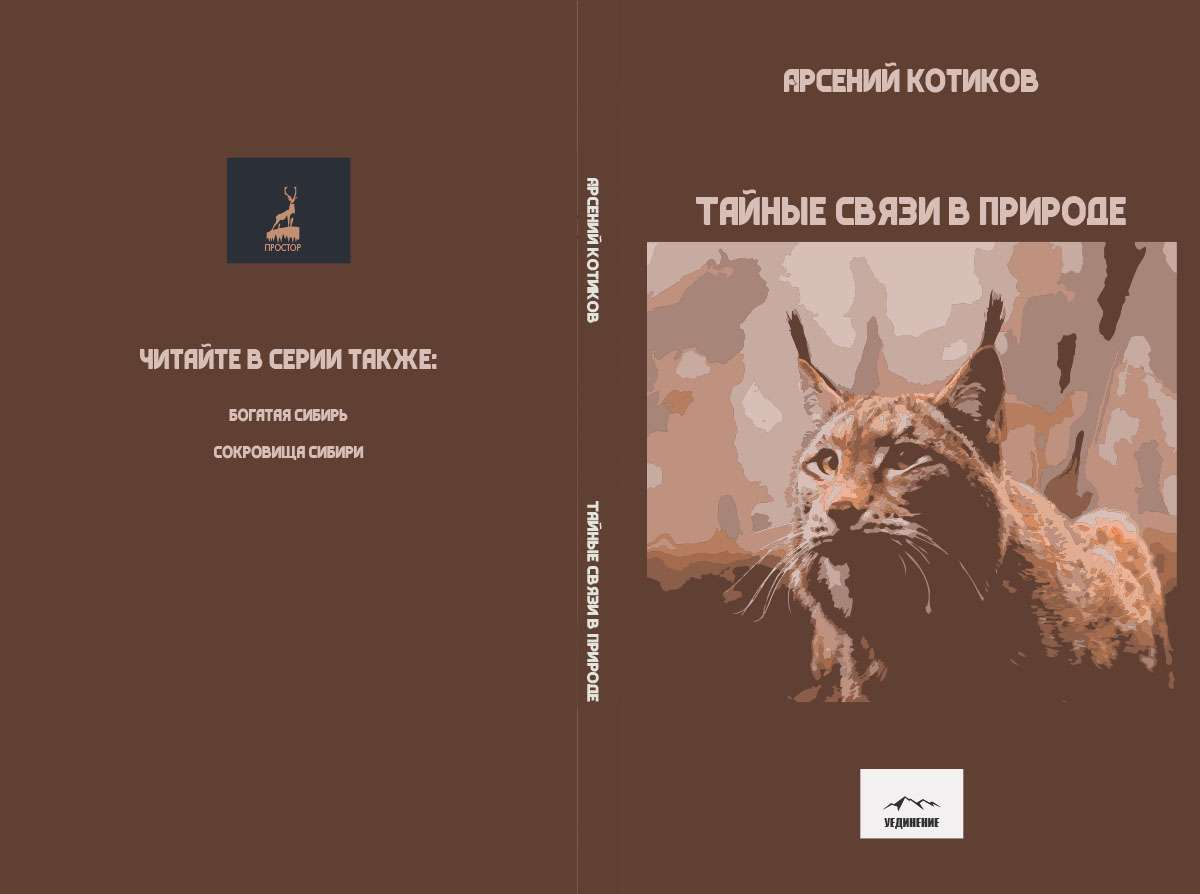 ПРОСТОР
ЧИТАЙТЕ В СЕРИИ ТАКЖЕ:
БОГАТАЯ СИБИРЬ
СОКРОВИЩА СИБИРИ
АРСЕНИЙ КОТИКОВ
ТАЙНЫЕ СВЯЗИ В ПРИРОДЕ
АРСЕНИЙ КОТИКОВ
ТАЙНЫЕ СВЯЗИ В ПРИРОДЕ
УЕДИНЕНИЕ